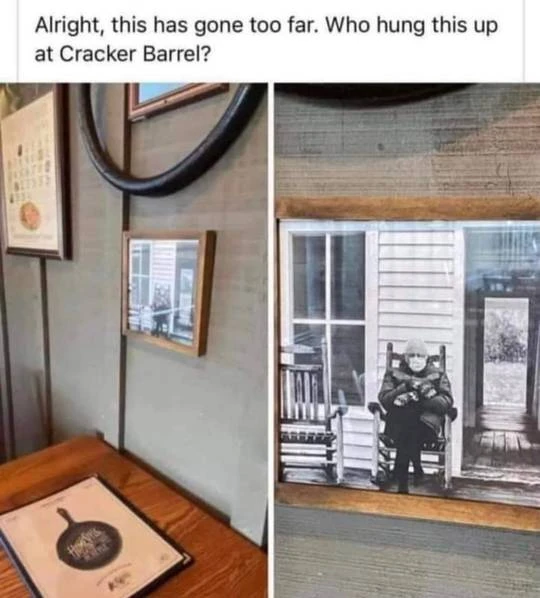 Alright, this has gone too far. Who hung this up
at Cracker Barrel?